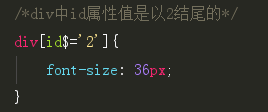 /*div中id属性值是以2结尾的*/
div[id$='2']{
font-size: 36px;
}